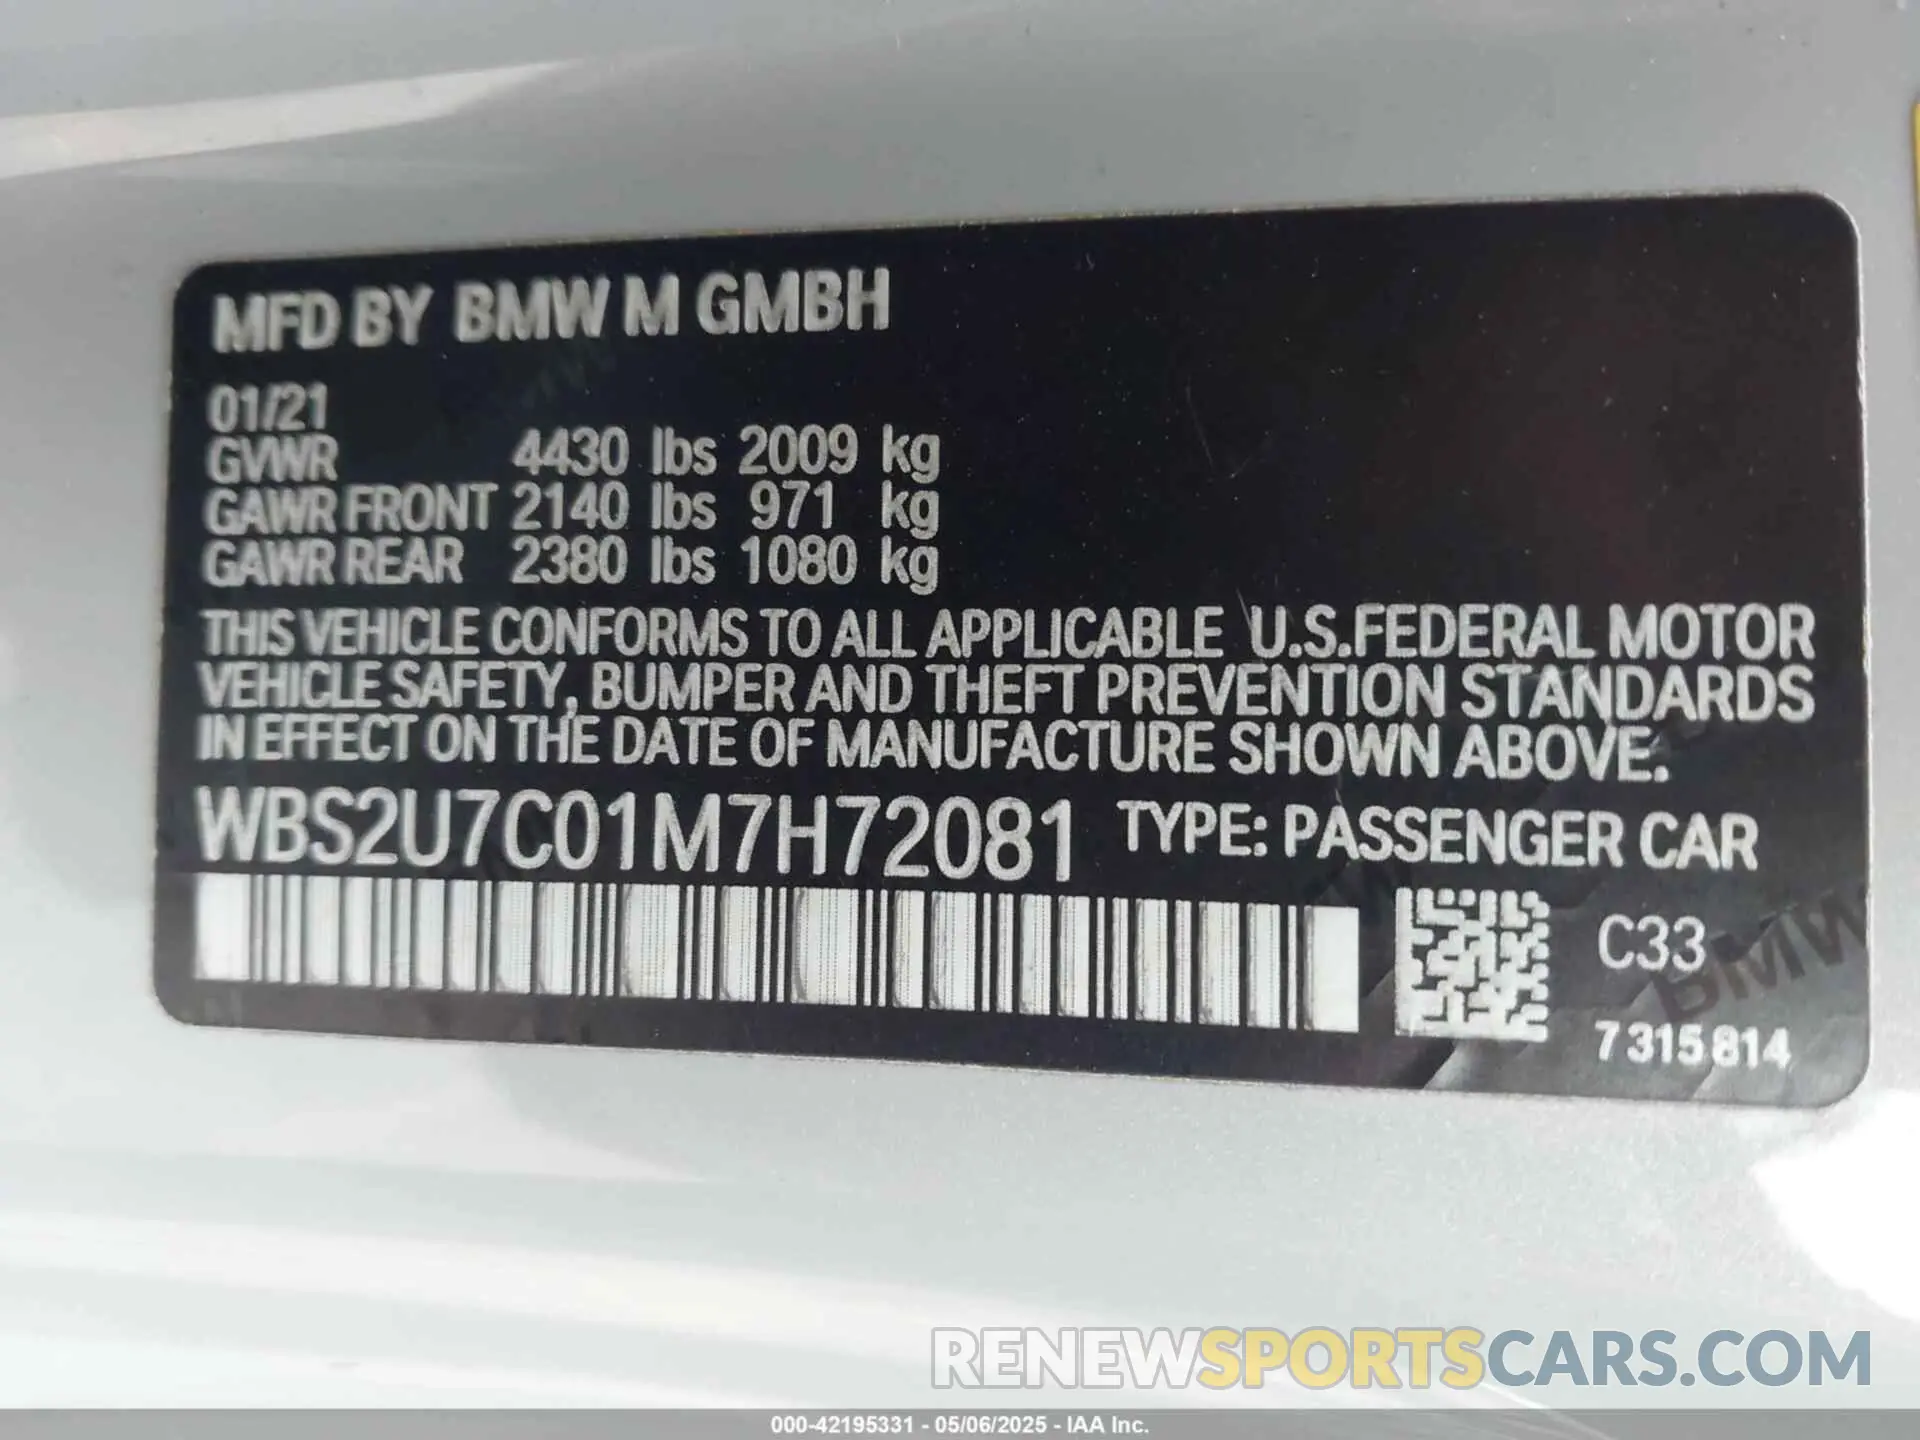 MFD BY BMW M GMBH
01/21
GVWR 4430 lbs 2009 kg
GAWR FRONT 2140 lbs 971 kg
GAWR REAR 2380 lbs 1080 kg
THIS VEHICLE CONFORMS TO ALL APPLICABLE U.S.FEDERAL MOTOR
VEHICLE SAFETY, BUMPER AND THEFT PREVENTION STANDARDS
IN EFFECT ON THE DATE OF MANUFACTURE SHOWN ABOVE.
WBS2U7C01M7H72081 TYPE: PASSENGER CAR
C33
BMW
7315814
RENEWSPORTSCARS.COM
000-42195331 - 05/06/2025 - IAA Inc.